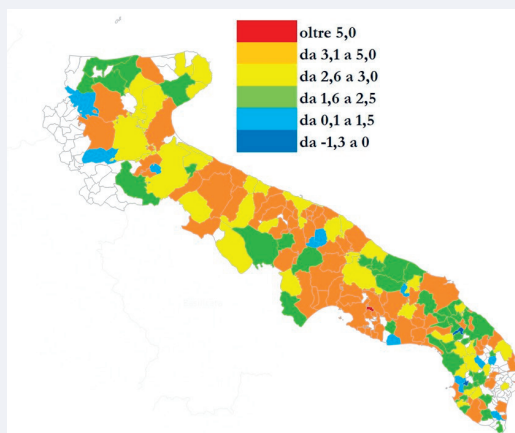 oltre 5,0
da 3,1 a 5,0
da 2,6 a 3,0
da 1,6 a 2,5
da 0,1 a 1,5
da -1,3 a 0